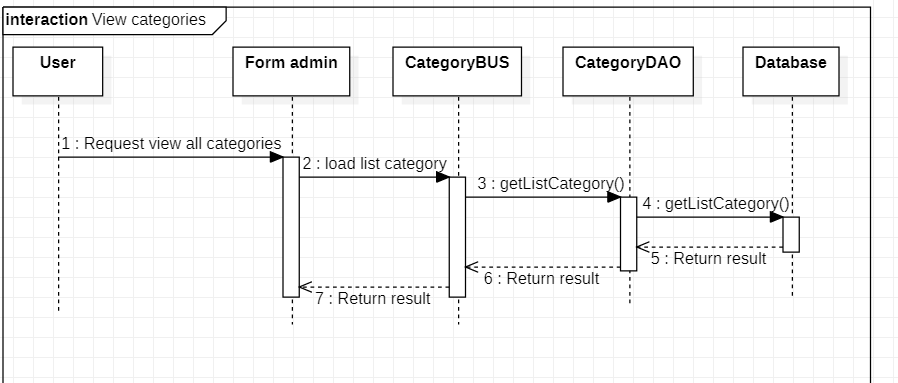 interaction View categories
User
Form admin
CategoryBUS
CategoryDAO
Database
1 : Request view all categories
2 : load list category
3 : getListCategory()
4 : getListCategory()
5 : Return result
6 : Return result
7 : Return result